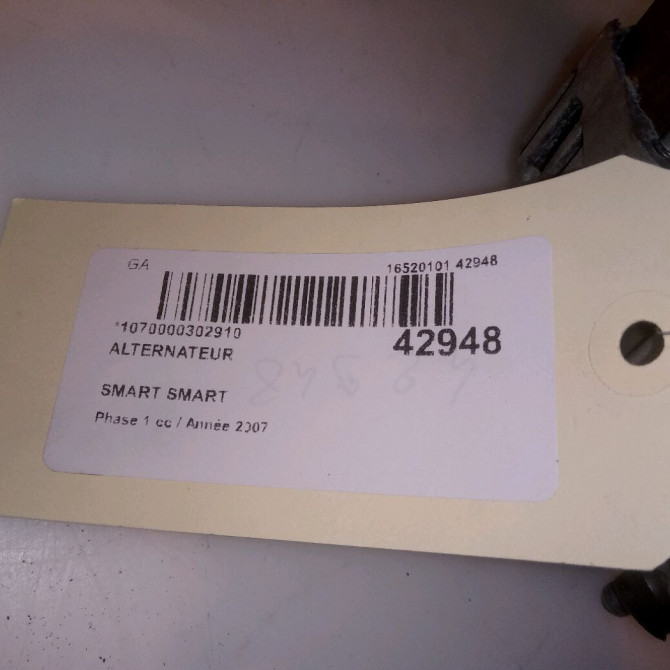 GA 16520101 42948
*1070000302910
42948
ALTERNATEUR
SMART SMART
Phase 1 cc / Année 2007